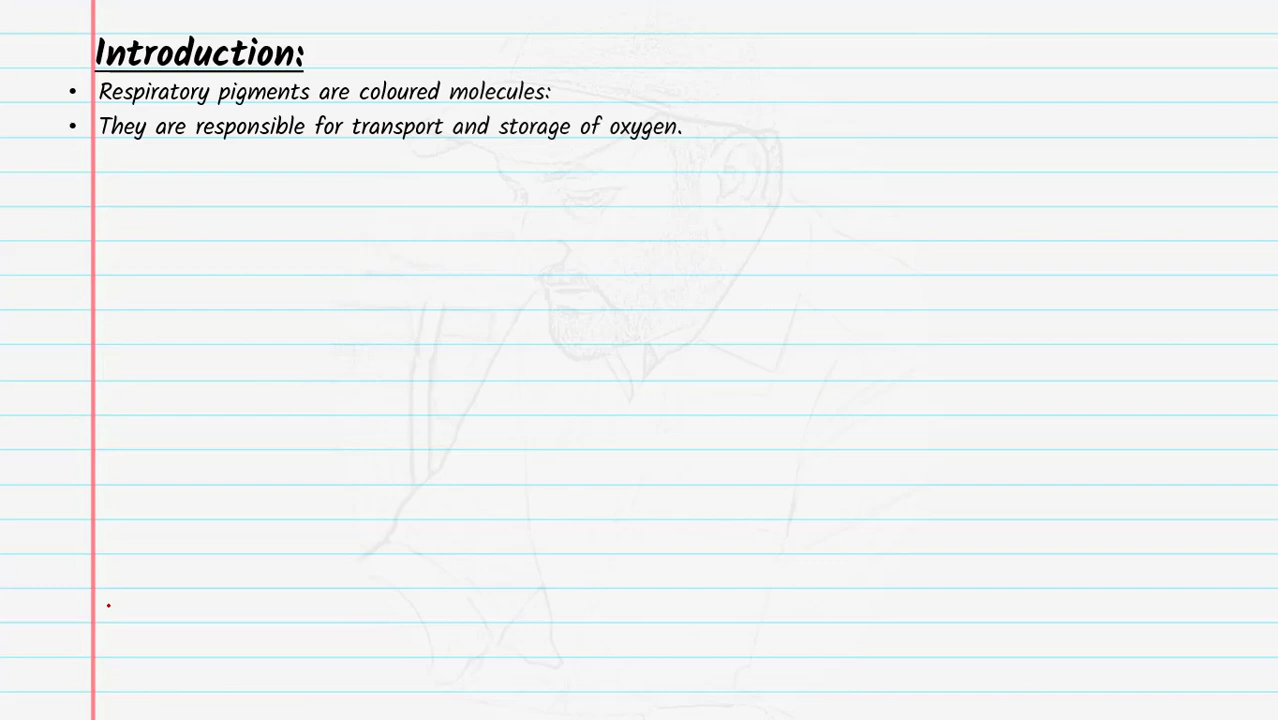 Introduction:
• Respiratory pigments are coloured molecules:
• They are responsible for transport and storage of oxygen.